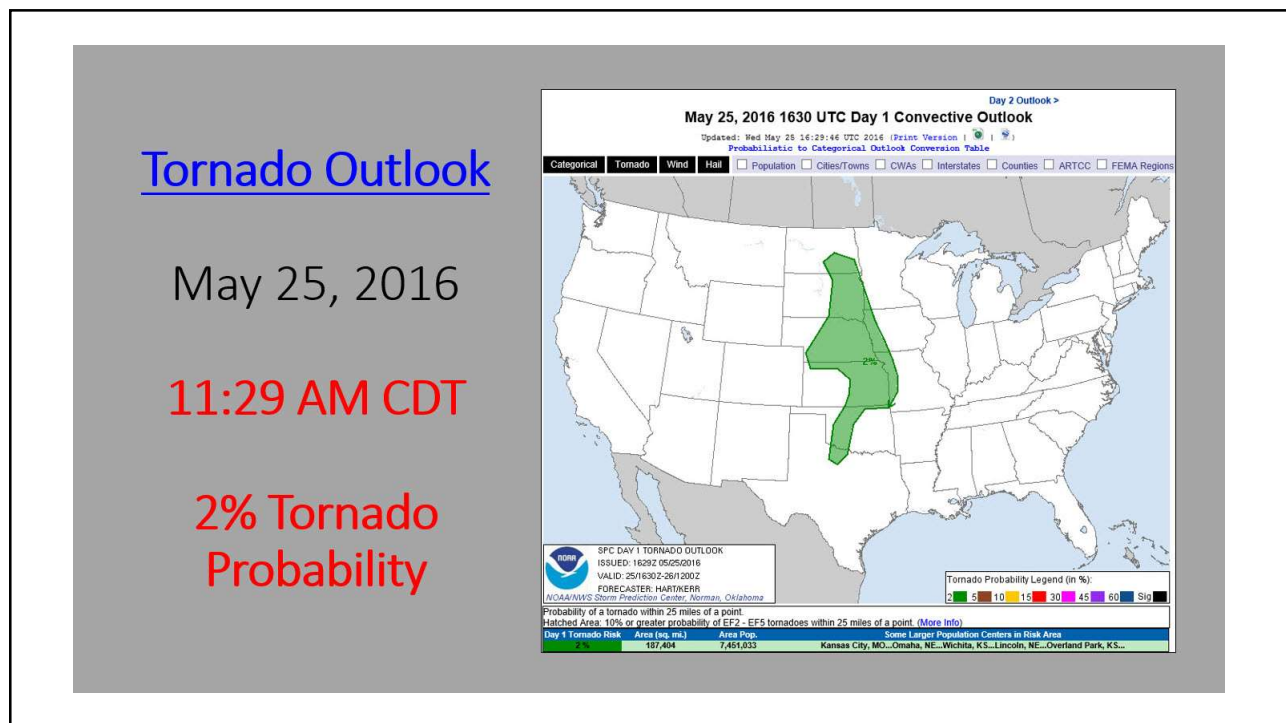 Tornado Outlook
May 25, 2016
11:29 AM CDT
2% Tornado
Probability
Day 2 Outlook >
May 25, 2016 1630 UTC Day 1 Convective Outlook
Updated: Wed May 25 16:29:46 UTC 2016 (Print Version | | )
Probabilistic to Categorical Outlook Conversion Table
Categorical Tornado Wind Hail Population Cities/Towns CWAs Interstates Counties ARTCC FEMA Regions
2%
NOAA
SPC DAY 1 TORNADO OUTLOOK
ISSUED: 1629Z 05/25/2016
VALID: 25/1630Z-26/1200Z
FORECASTER: HART/KERR
NOAA/NWS Storm Prediction Center, Norman, Oklahoma
Tornado Probability Legend (in %):
2 5 10 15 30 45 60 Sig
Probability of a tornado within 25 miles of a point.
Hatched Area: 10% or greater probability of EF2 - EF5 tornadoes within 25 miles of a point. (More Info)
Day 1 Tornado Risk Area (sq. mi.) Area Pop. Some Larger Population Centers in Risk Area
2 % 187,404 7,451,033 Kansas City, MO...Omaha, NE...Wichita, KS...Lincoln, NE...Overland Park, KS...